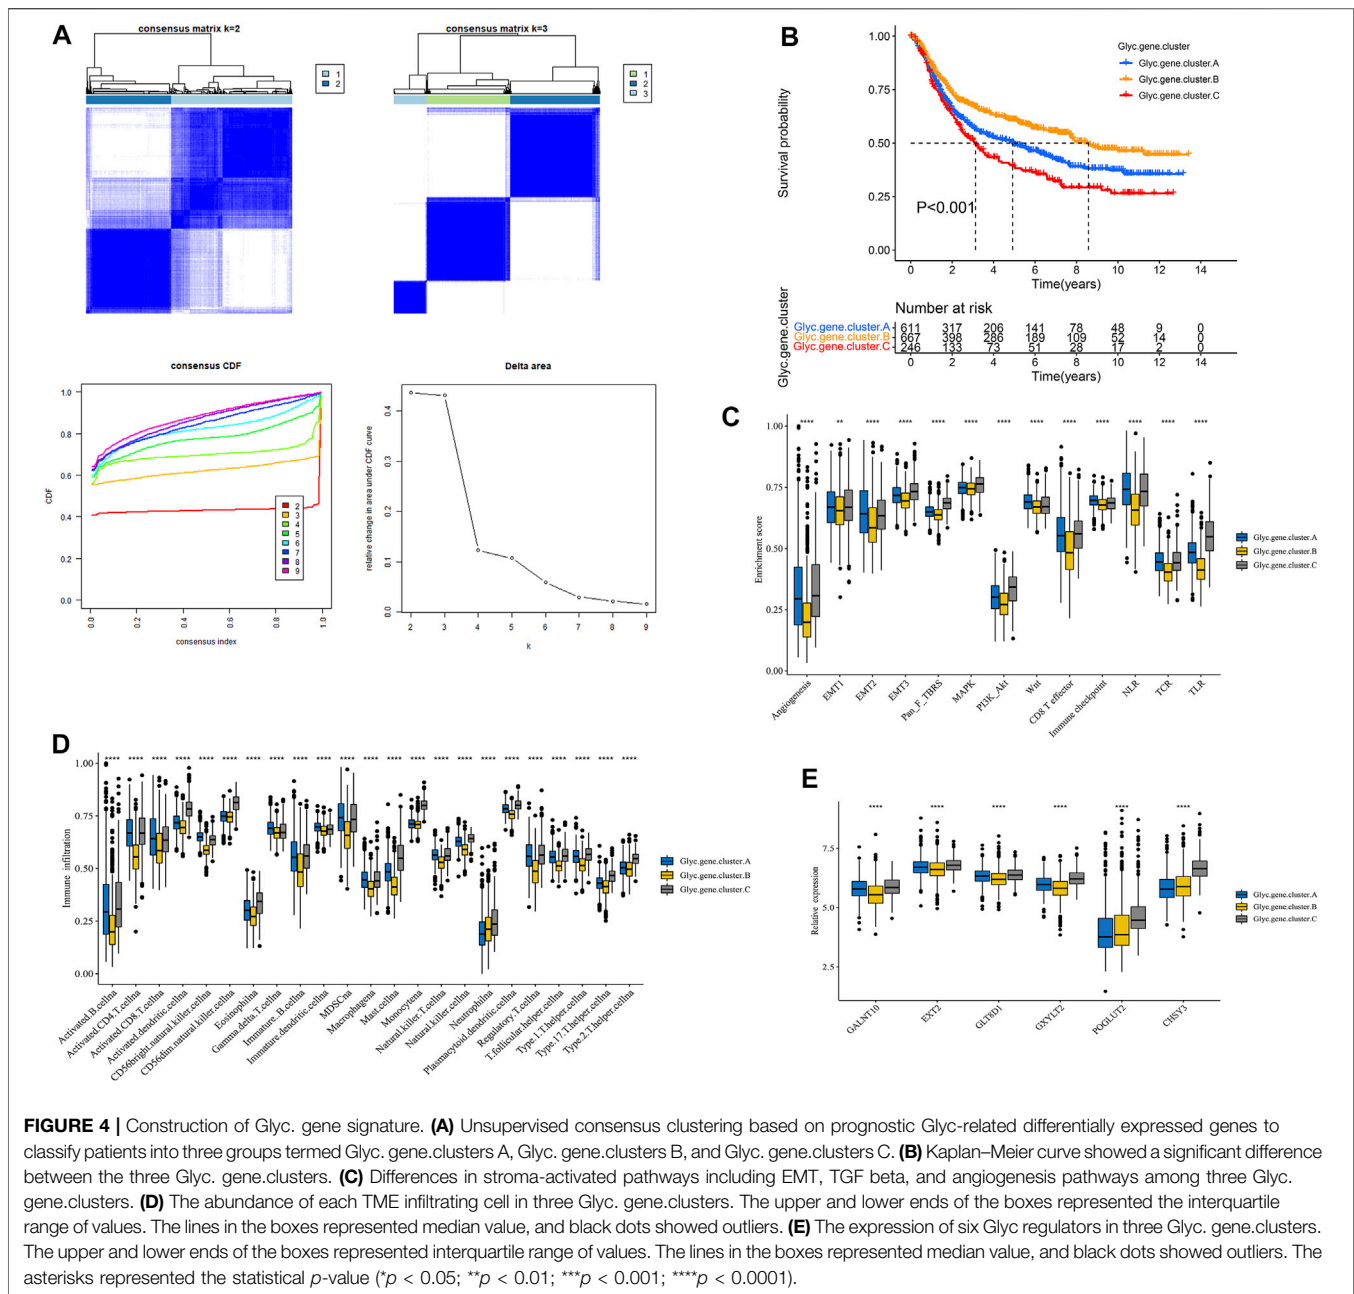 A
consensus matrix k=2
1
2
consensus matrix k=3
1
2
3
consensus CDF
CDF
1.0
0.8
0.6
0.4
0.2
0.0
0.0
0.2
0.4
0.6
0.8
1.0
consensus index
2
3
4
5
6
7
8
9
Delta area
relative change in area under CDF curve
0.4
0.3
0.2
0.1
0.0
2 3 4 5 6 7 8 9
k
B
Glyc.gene.cluster
Glyc.gene.cluster.A
Glyc.gene.cluster.B
Glyc.gene.cluster.C
Survival probability
1.00
0.75
0.50
0.25
0.00
P<0.001
0 2 4 6 8 10 12 14
Time(years)
Number at risk
Glyc.gene.cluster
Glyc.gene.cluster.A 611 317 206 141 78 48 9 0
Glyc.gene.cluster.B 667 398 286 189 109 52 14 0
Glyc.gene.cluster.C 246 133 73 51 28 17 2 0
0 2 4 6 8 10 12 14
Time(years)
C
**** ** **** **** **** **** **** **** **** **** **** **** ****
Enrichment score
1.00
0.75
0.50
0.25
0.00
Angiogenesis
EMT1
EMT2
EMT3
Pan_F_TBRS
MAPK
PI3K_Akt
Wnt
CD8 T effector
Immune checkpoint
NLR
TCR
TLR
Glyc.gene.cluster.A
Glyc.gene.cluster.B
Glyc.gene.cluster.C
D
**** **** **** **** **** **** **** **** **** **** **** **** **** **** **** **** **** **** **** **** **** **** ****
Immune infiltration
1.00
0.75
0.50
0.25
0.00
Activated.B.cellna
Activated.CD4.T.cellna
Activated.CD8.T.cellna
Activated.dendritic.cellna
CD56bright.natural.killer.cellna
CD56dim.natural.killer.cellna
Eosinophilna
Gamma.delta.T.cellna
Immature..B.cellna
Immature.dendritic.cellna
MDSCna
Macrophagena
Mast.cellna
Monocytena
Natural.killer.T.cellna
Natural.killer.cellna
Neutrophilna
Plasmacytoid.dendritic.cellna
Regulatory.T.cellna
T.follicular.helper.cellna
Type.1.T.helper.cellna
Type.17.T.helper.cellna
Type.2.T.helper.cellna
Glyc.gene.cluster.A
Glyc.gene.cluster.B
Glyc.gene.cluster.C
E
**** **** **** **** **** ****
Relative expression
7.5
5.0
2.5
GALNT10
EXT2
GLT8D1
GXYLT2
POGLUT2
CHSY3
Glyc.gene.cluster.A
Glyc.gene.cluster.B
Glyc.gene.cluster.C
FIGURE 4 | Construction of Glyc. gene signature. (A) Unsupervised consensus clustering based on prognostic Glyc-related differentially expressed genes to
classify patients into three groups termed Glyc. gene.clusters A, Glyc. gene.clusters B, and Glyc. gene.clusters C. (B) Kaplan–Meier curve showed a significant difference
between the three Glyc. gene.clusters. (C) Differences in stroma-activated pathways including EMT, TGF beta, and angiogenesis pathways among three Glyc.
gene.clusters. (D) The abundance of each TME infiltrating cell in three Glyc. gene.clusters. The upper and lower ends of the boxes represented the interquartile
range of values. The lines in the boxes represented median value, and black dots showed outliers. (E) The expression of six Glyc regulators in three Glyc. gene.clusters.
The upper and lower ends of the boxes represented interquartile range of values. The lines in the boxes represented median value, and black dots showed outliers. The
asterisks represented the statistical p-value (*p < 0.05; **p < 0.01; ***p < 0.001; ****p < 0.0001).